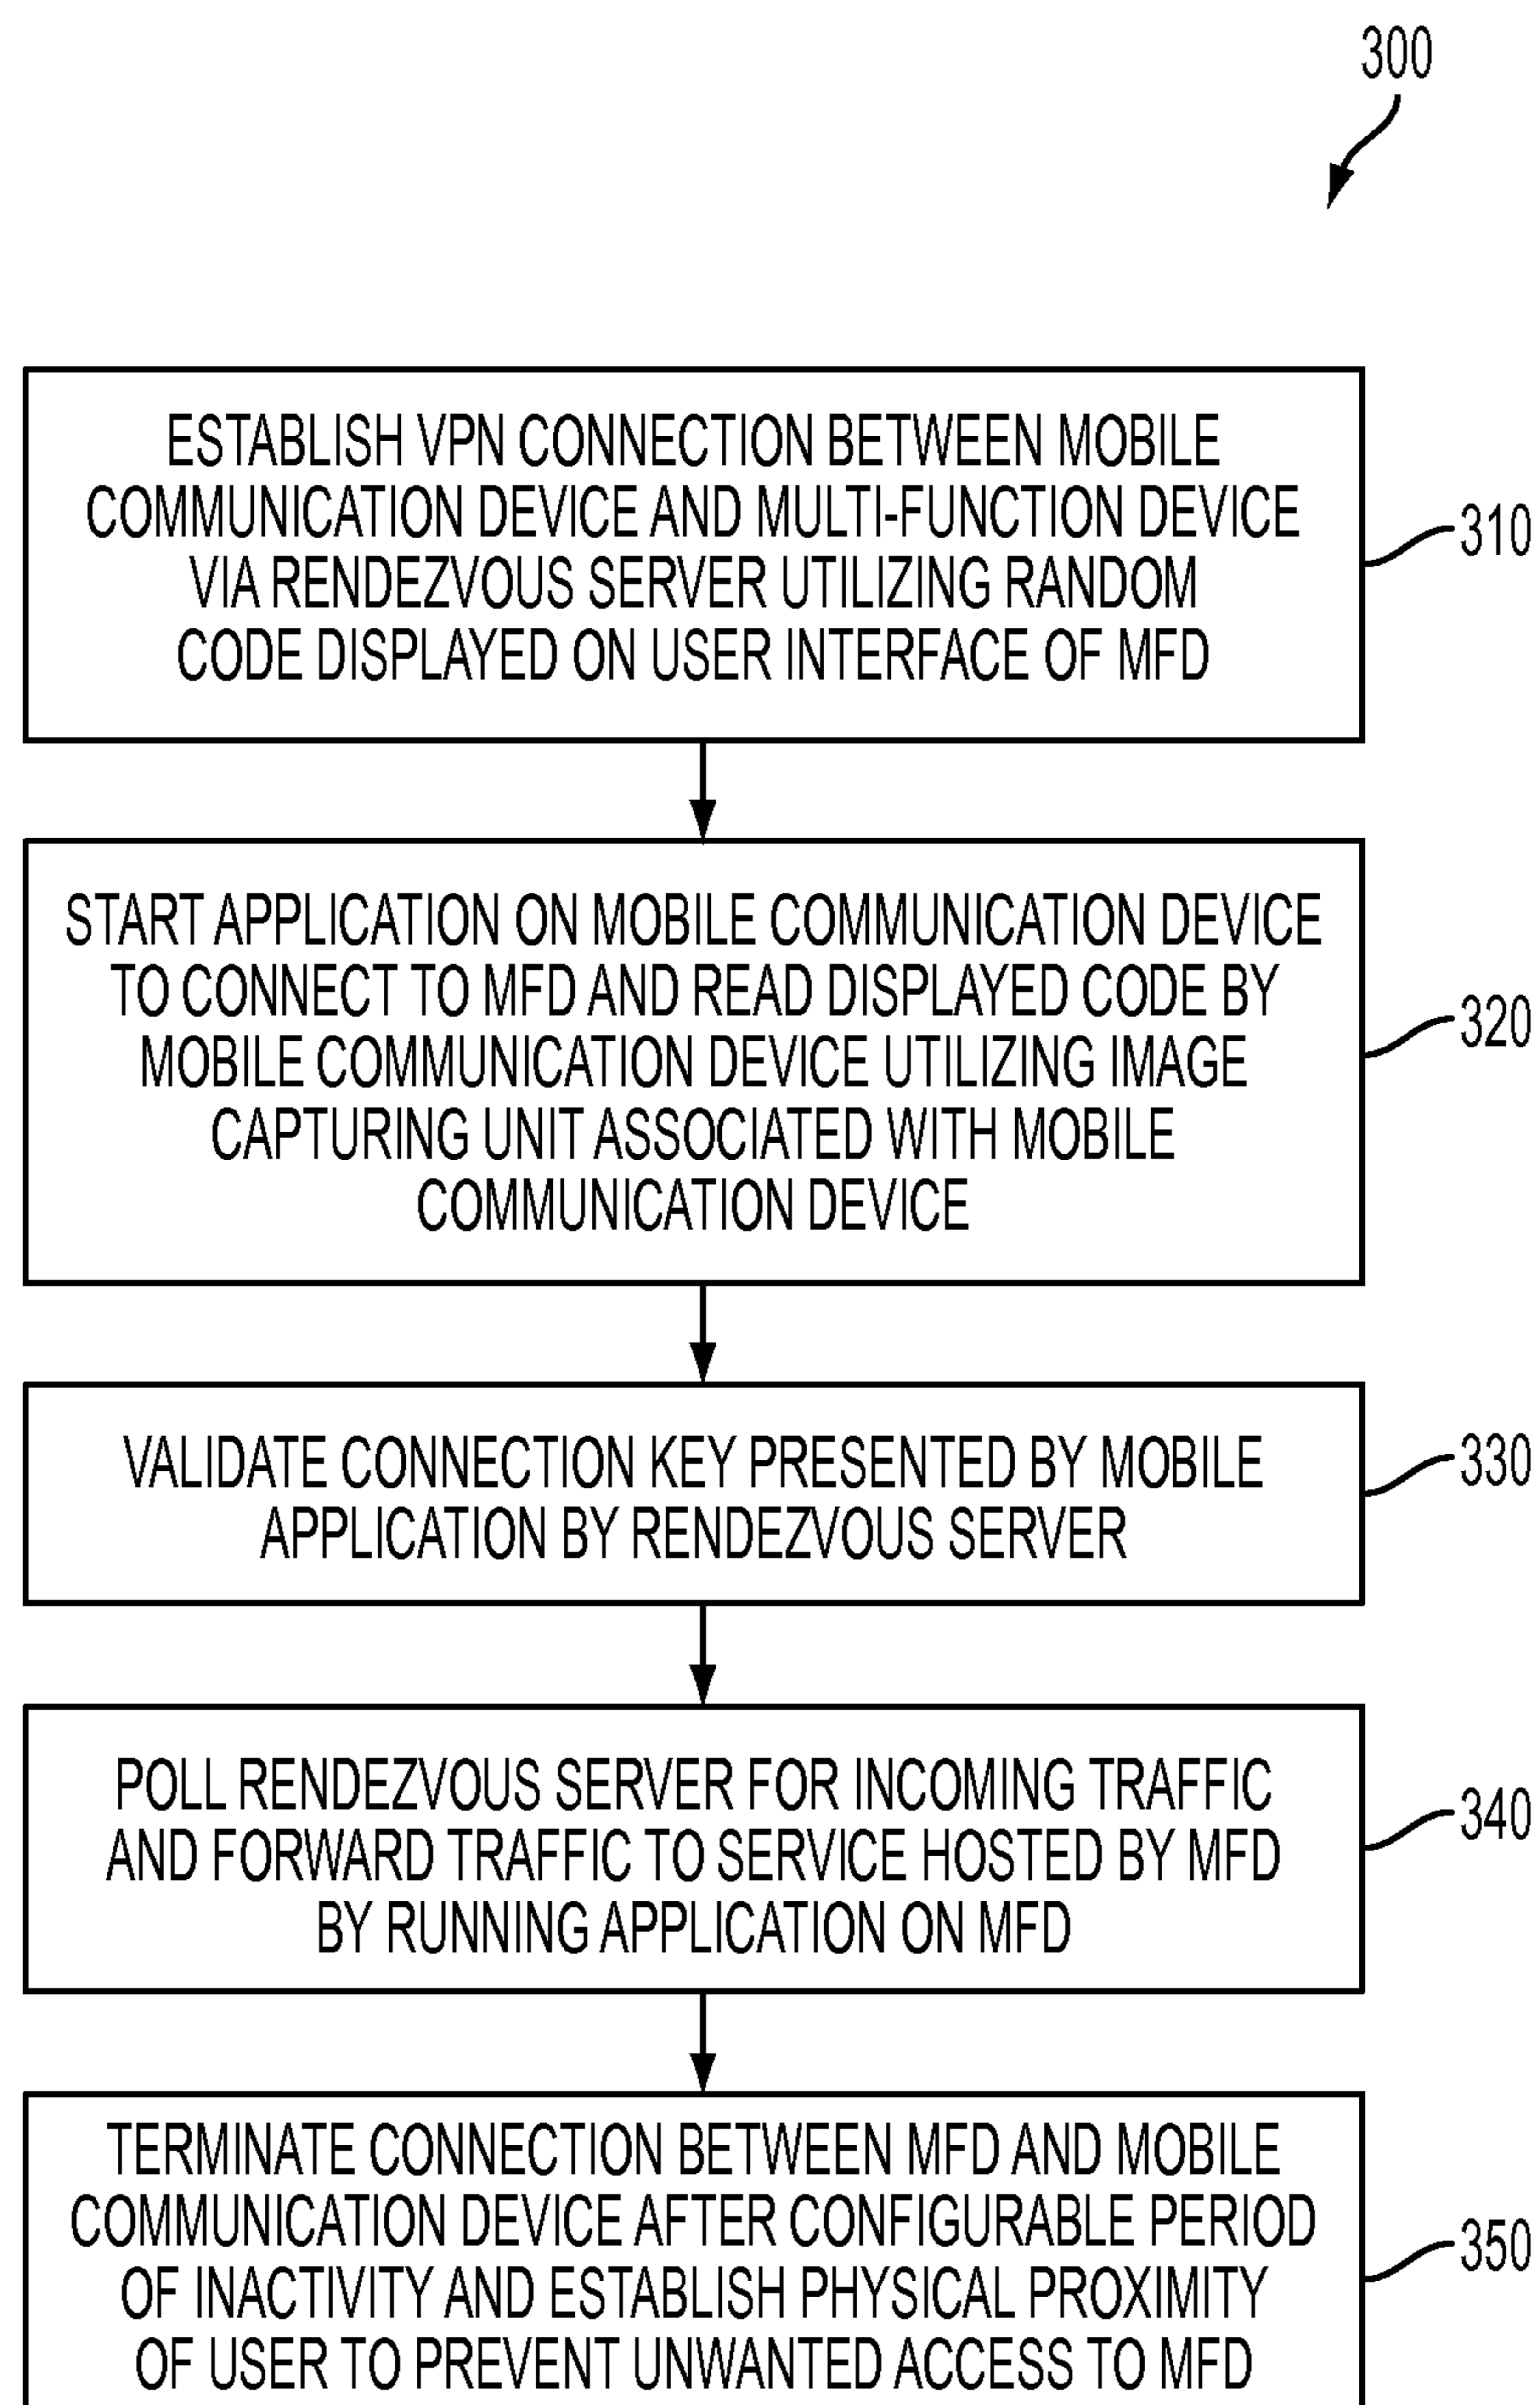 300
ESTABLISH VPN CONNECTION BETWEEN MOBILE
COMMUNICATION DEVICE AND MULTI-FUNCTION DEVICE
VIA RENDEZVOUS SERVER UTILIZING RANDOM
CODE DISPLAYED ON USER INTERFACE OF MFD
310
START APPLICATION ON MOBILE COMMUNICATION DEVICE
TO CONNECT TO MFD AND READ DISPLAYED CODE BY
MOBILE COMMUNICATION DEVICE UTILIZING IMAGE
CAPTURING UNIT ASSOCIATED WITH MOBILE
COMMUNICATION DEVICE
320
VALIDATE CONNECTION KEY PRESENTED BY MOBILE
APPLICATION BY RENDEZVOUS SERVER
330
POLL RENDEZVOUS SERVER FOR INCOMING TRAFFIC
AND FORWARD TRAFFIC TO SERVICE HOSTED BY MFD
BY RUNNING APPLICATION ON MFD
340
TERMINATE CONNECTION BETWEEN MFD AND MOBILE
COMMUNICATION DEVICE AFTER CONFIGURABLE PERIOD
OF INACTIVITY AND ESTABLISH PHYSICAL PROXIMITY
OF USER TO PREVENT UNWANTED ACCESS TO MFD
350